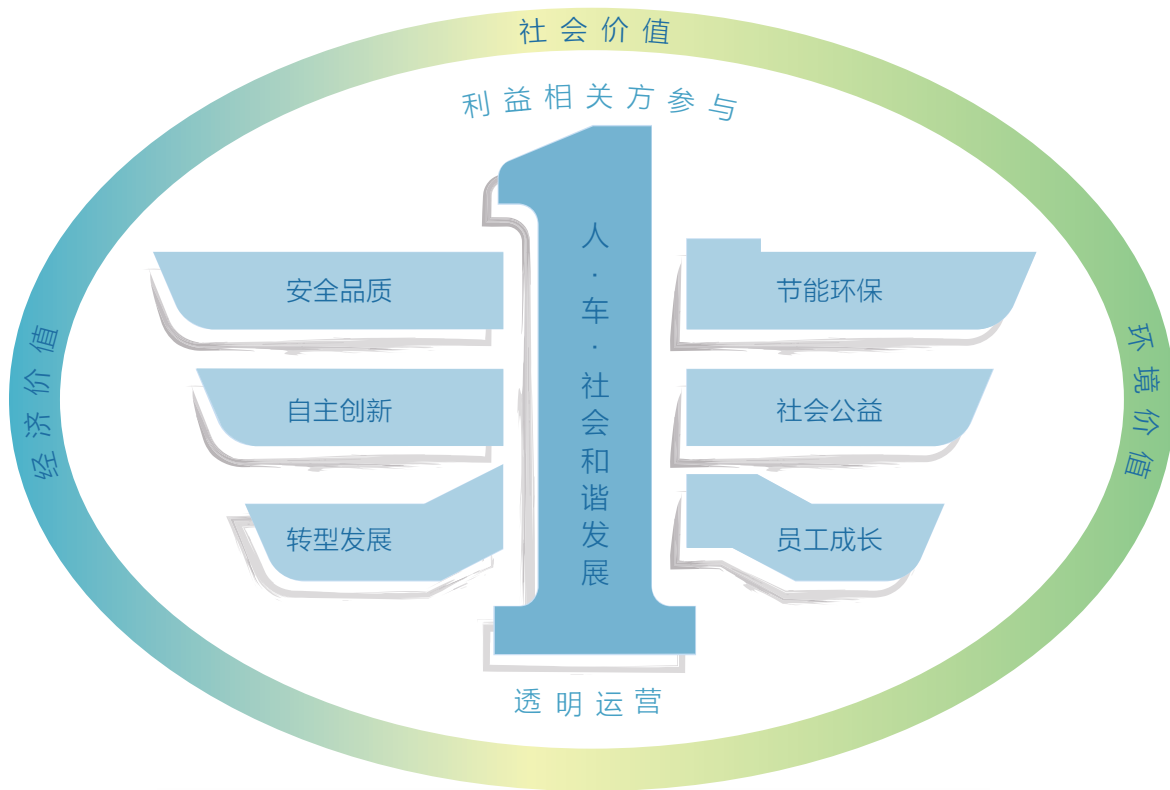 社会价值
利益相关方参与
人·车·社会和谐发展
安全品质
节能环保
自主创新
社会公益
转型发展
员工成长
经济价值
环境价值
透明运营